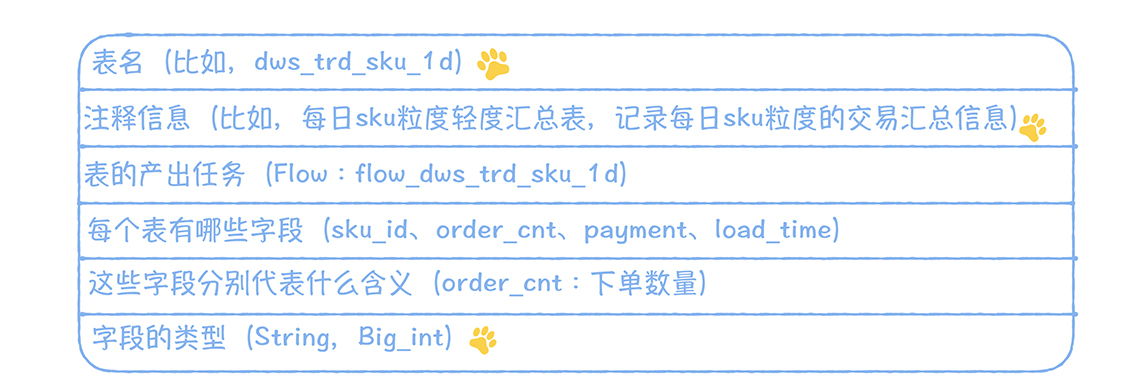 表名（比如，dws_trd_sku_1d）
注释信息（比如，每日sku粒度轻度汇总表，记录每日sku粒度的交易汇总信息）
表的产出任务（Flow：flow_dws_trd_sku_1d）
每个表有哪些字段（sku_id、order_cnt、payment、load_time）
这些字段分别代表什么含义（order_cnt：下单数量）
字段的类型（String，Big_int）